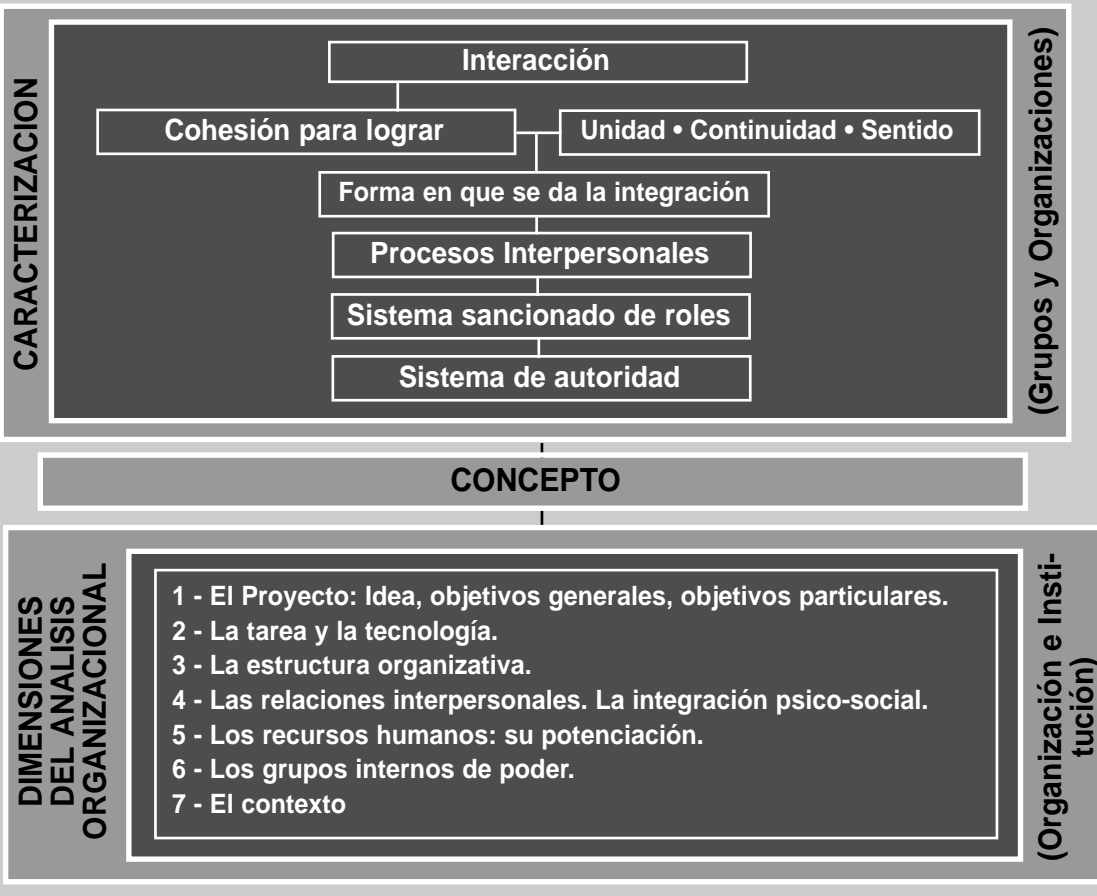 CARACTERIZACION
Interacción
Cohesión para lograr
Unidad • Continuidad • Sentido
Forma en que se da la integración
Procesos Interpersonales
Sistema sancionado de roles
Sistema de autoridad
(Grupos y Organizaciones)
CONCEPTO
DIMENSIONES
DEL ANALISIS
ORGANIZACIONAL
1 - El Proyecto: Idea, objetivos generales, objetivos particulares.
2 - La tarea y la tecnología.
3 - La estructura organizativa.
4 - Las relaciones interpersonales. La integración psico-social.
5 - Los recursos humanos: su potenciación.
6 - Los grupos internos de poder.
7 - El contexto
(Organización e Insti-
tución)